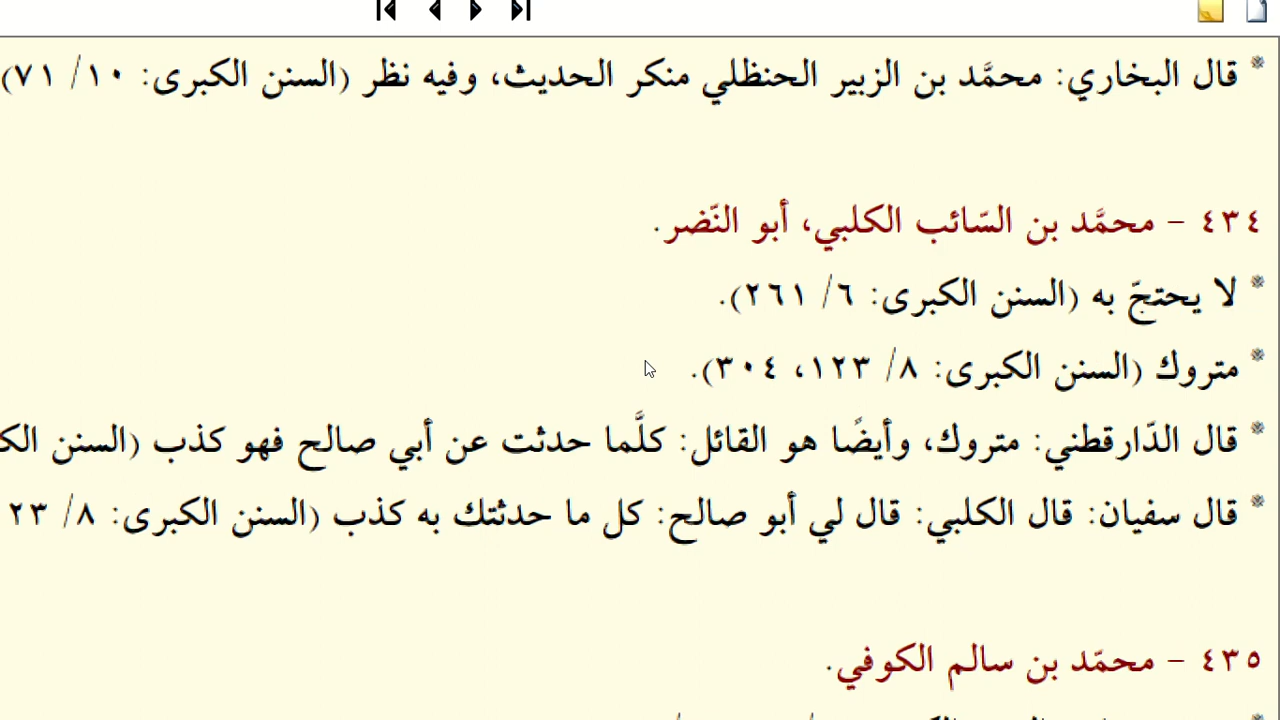 * قال البخاري: محمَّد بن الزبير الحنظلي منكر الحديث، وفيه نظر (السنن الكبرى: ١٠/ ٧١)
٤٣٤ - محمَّد بن السّائب الكلبي، أبو النّضر.
* لا يحتجّ به (السنن الكبرى: ٦/ ٢٦١).
* متروك (السنن الكبرى: ٨/ ١٢٣، ٣٠٤).
* قال الدّارقطني: متروك، وأيضًا هو القائل: كلَّما حدثت عن أبي صالح فهو كذب (السنن
* قال سفيان: قال الكلبي: قال لي أبو صالح: كل ما حدثتك به كذب (السنن الكبرى: ٨/
٤٣٥ - محمّد بن سالم الكوفي.